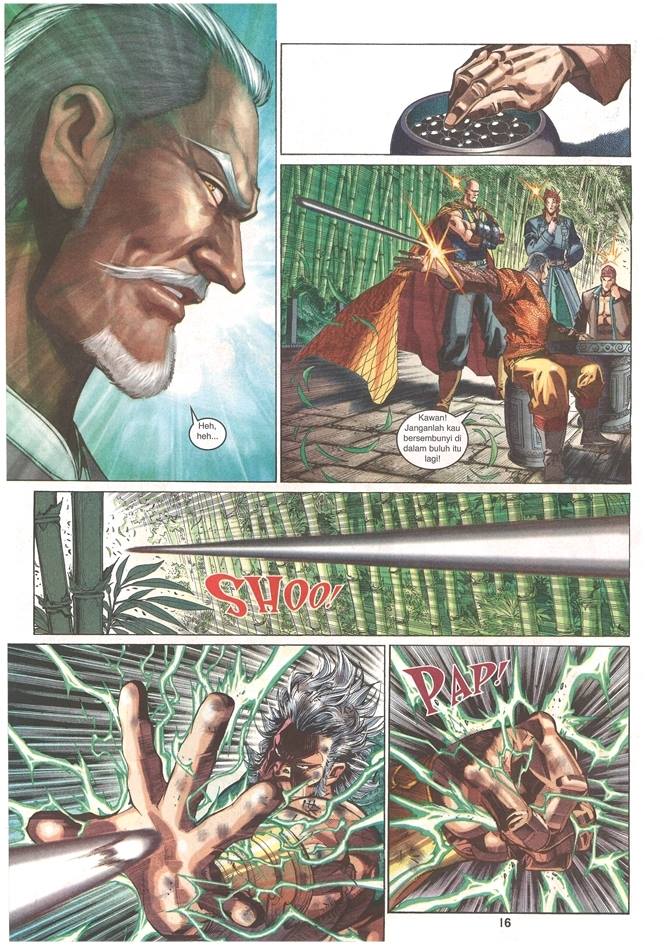 Heh,
heh...
Kawan!
Janganlah kau
bersembunyi di
dalam buluh itu
lagi!
SHOO!
PAP!
16